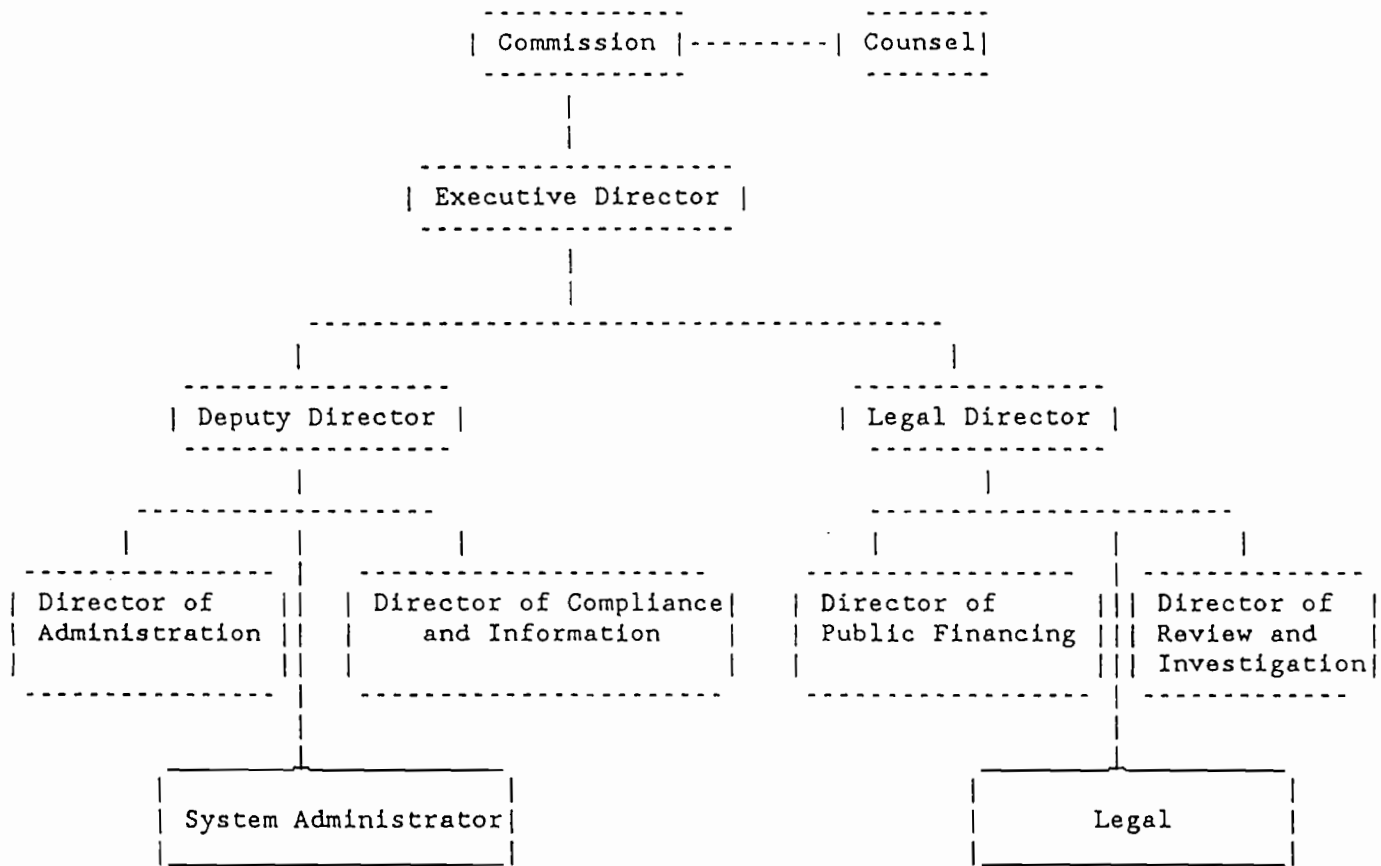 Commission Counsel
Executive Director
Deputy Director Legal Director
Director of Director of Compliance Director of Director of
Administration and Information Public Financing Review and
Investigation
System Administrator Legal